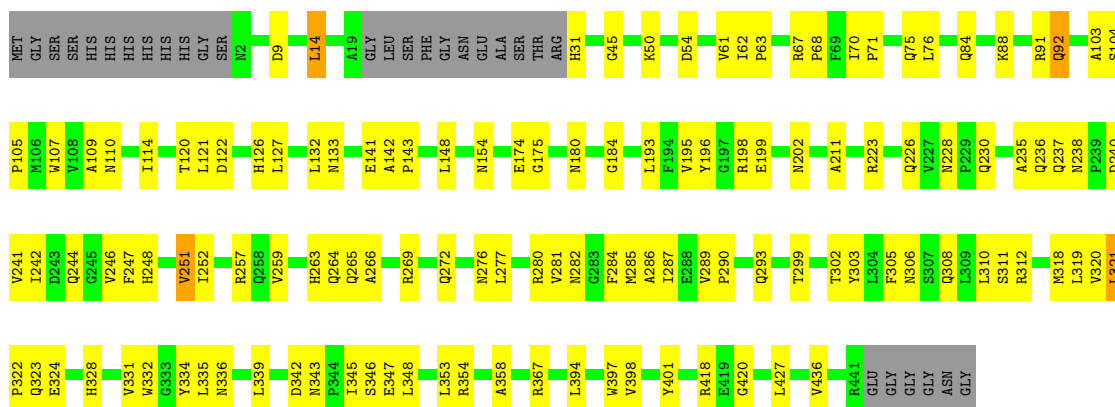 MET GLY SER SER HIS HIS HIS HIS HIS HIS GLY SER N2 D9 L14 A19 GLY LEU SER PHE GLY ASN GLU ALA SER THR ARG H31 G45 K50 D54 V61 I62 P63 R67 P68 F69 I70 P71 Q75 L76 Q84 K88 R91 Q92 A103 S104
P105 M106 W107 V108 A109 N110 I114 T120 L121 D122 H126 L127 L132 N133 E141 A142 P143 L148 N154 E174 G175 N180 G184 L193 F194 V195 Y196 G197 R198 E199 N202 A211 R223 Q226 V227 N228 P229 Q230 A235 Q236 Q237 N238 P239
V241 I242 D243 Q244 G245 V246 F247 H248 V251 I252 R257 Q258 V259 H263 Q264 Q265 A266 R269 Q272 N276 L277 R280 V281 N282 G283 F284 M285 A286 I287 E288 V289 P290 Q293 T299 T302 Y303 L304 F305 N306 S307 Q308 L309 L310 S311 R312 M318 L319 V320 L321
P322 Q323 E324 H328 V331 W332 G333 Y334 L335 N336 L339 D342 N343 P344 I345 S346 E347 L348 L353 R354 A358 R367 L394 W397 V398 Y401 R418 E419 G420 L427 V436 R441 GLU GLY GLY GLY ASN GLY